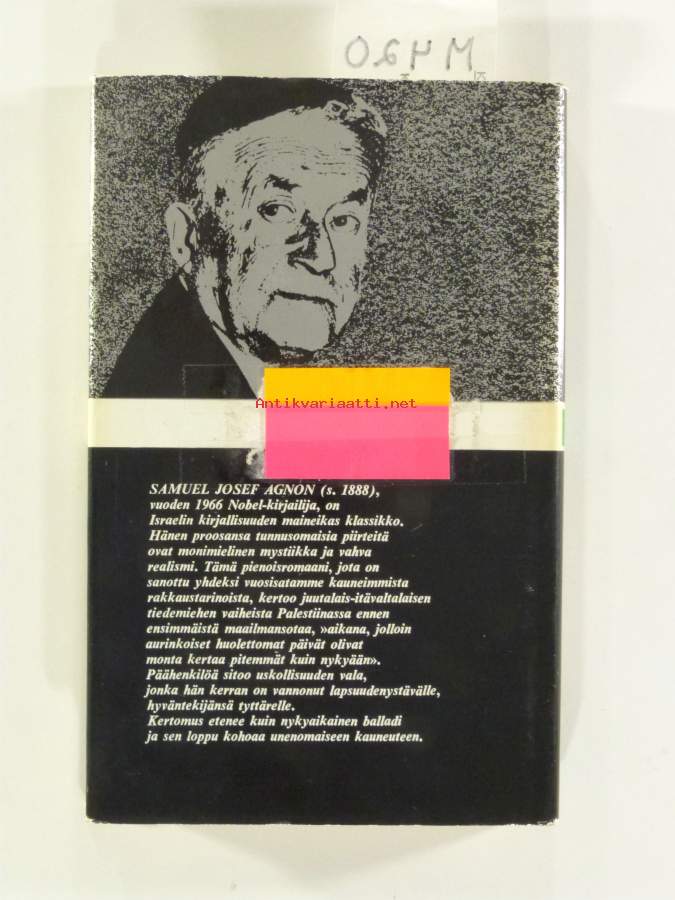 Antikvariaatti.net
SAMUEL JOSEF AGNON (s. 1888),
vuoden 1966 Nobel-kirjailija, on
Israelin kirjallisuuden maineikas klassikko.
Hänen proosansa tunnusomaisia piirteitä
ovat monimielinen mystiikka ja vahva
realismi. Tämä pienoisromaani, jota on
sanottu yhdeksi vuosisatamme kauneimmista
rakkaustarinoista, kertoo juutalais-itävaltalaisen
tiedemiehen vaiheista Palestiinassa ennen
ensimmäistä maailmansotaa, »aikana, jolloin
aurinkoiset huolettomat päivät olivat
monta kertaa pitemmät kuin nykyään».
Päähenkilöä sitoo uskollisuuden vala,
jonka hän kerran on vannonut lapsuudenystävälle,
hyväntekijänsä tyttärelle.
Kertomus etenee kuin nykyaikainen balladi
ja sen loppu kohoaa unenomaiseen kauneuteen.